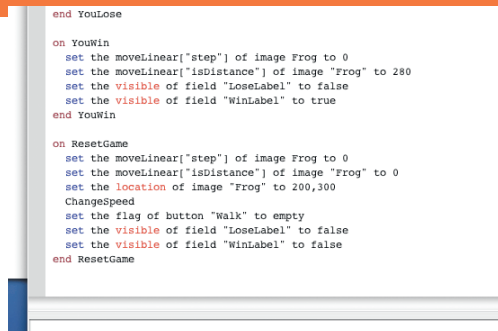 end YouLose
on YouWin
set the moveLinear["step"] of image Frog to 0
set the moveLinear["isDistance"] of image "Frog" to 280
set the visible of field "LoseLabel" to false
set the visible of field "WinLabel" to true
end YouWin
on ResetGame
set the moveLinear["step"] of image Frog to 0
set the moveLinear["isDistance"] of image "Frog" to 0
set the location of image "Frog" to 200,300
ChangeSpeed
set the flag of button "Walk" to empty
set the visible of field "LoseLabel" to false
set the visible of field "WinLabel" to false
end ResetGame